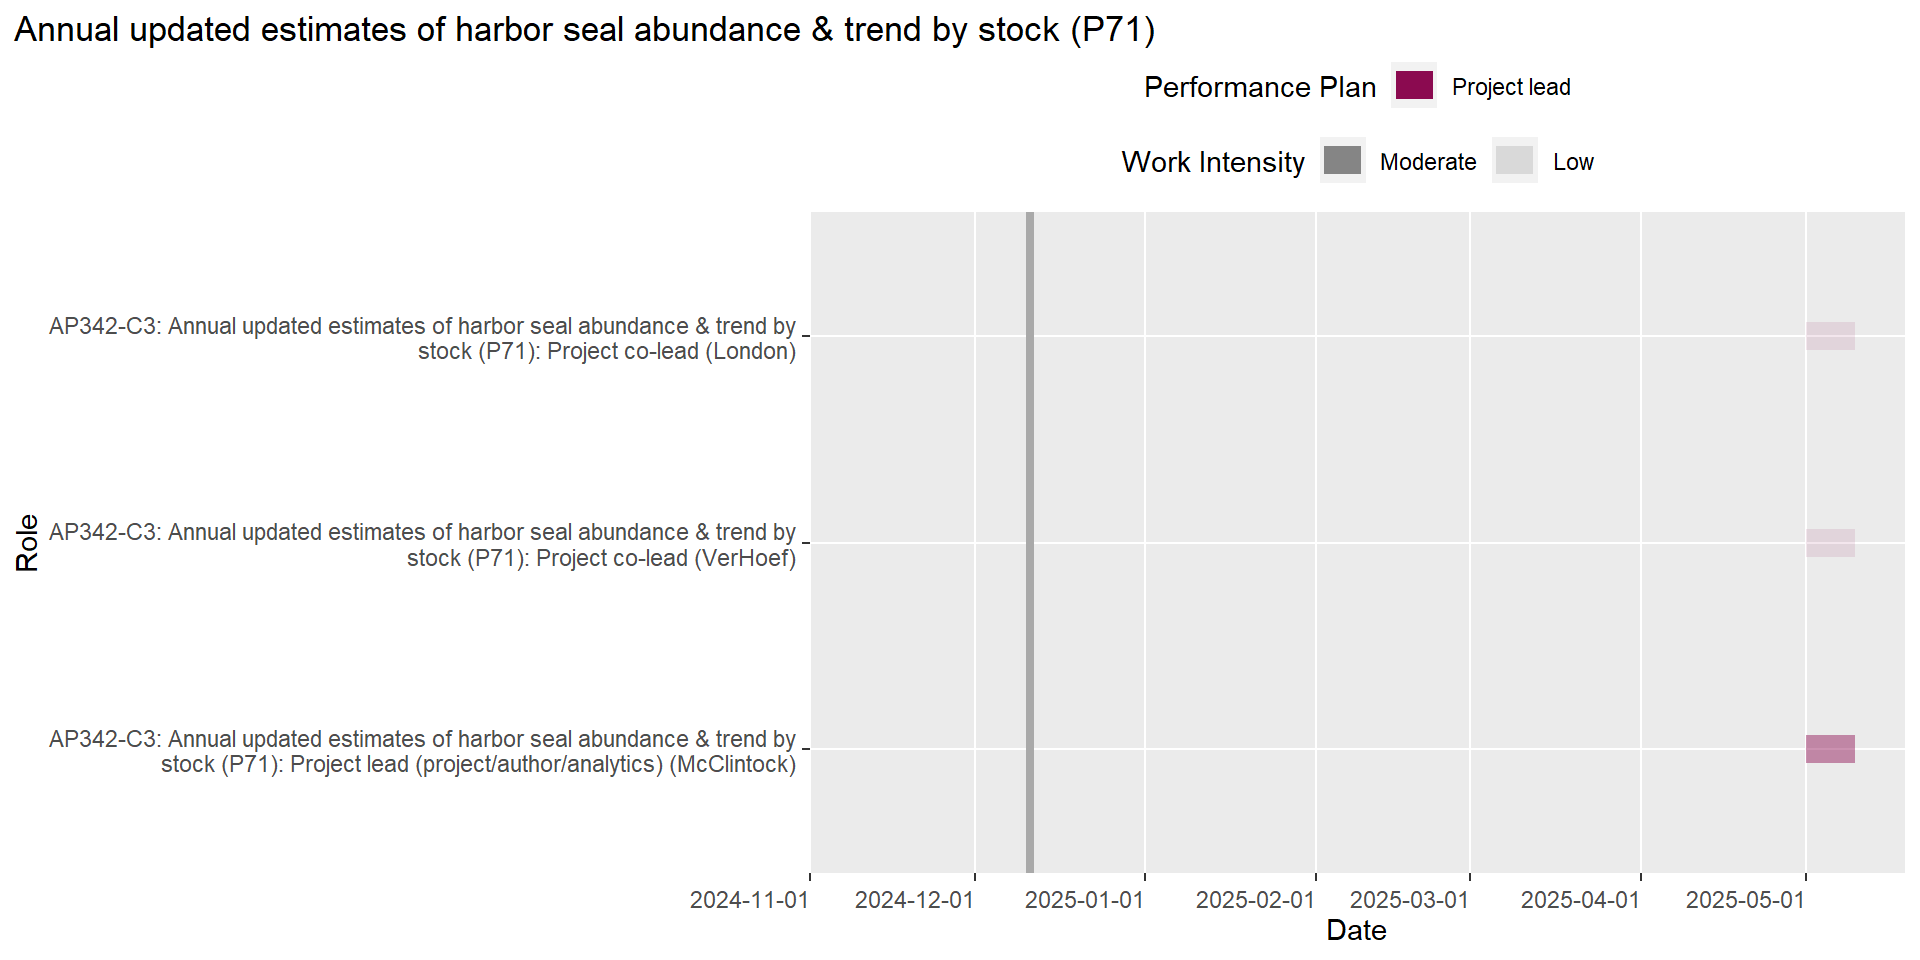 Annual updated estimates of harbor seal abundance & trend by stock (P71)
Performance Plan Project lead
Work Intensity Moderate Low
AP342-C3: Annual updated estimates of harbor seal abundance & trend by
stock (P71): Project co-lead (London)
Role
AP342-C3: Annual updated estimates of harbor seal abundance & trend by
stock (P71): Project co-lead (VerHoef)
AP342-C3: Annual updated estimates of harbor seal abundance & trend by
stock (P71): Project lead (project/author/analytics) (McClintock)
2024-11-01 2024-12-01 2025-01-01 2025-02-01 2025-03-01 2025-04-01 2025-05-01
Date